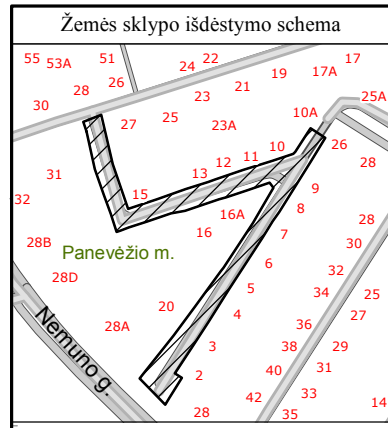 Žemės sklypo išdėstymo schema
55 53A 51 24 22 17
28 26 19 17A
30 23 21 25A
27 25 23A 10A
31 13 12 11 10 26
32 15 9 28
28B 16 16A 8
Panevėžio m. 7 28
28D 6 30
5 32
20 34 25
28A 4 36 27
3 38 29
2 40 31
42 33
28 35 14
Nemuno g.